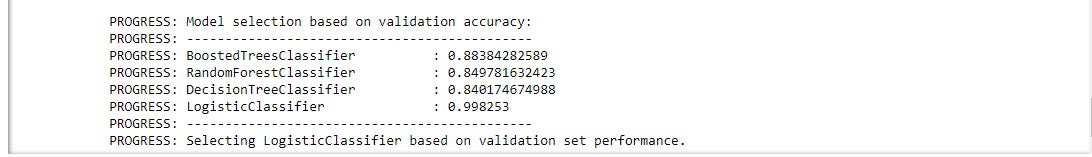 PROGRESS: Model selection based on validation accuracy:
PROGRESS: ---------------------------------------------
PROGRESS: BoostedTreesClassifier          : 0.88384282589
PROGRESS: RandomForestClassifier          : 0.849781632423
PROGRESS: DecisionTreeClassifier          : 0.840174674988
PROGRESS: LogisticClassifier              : 0.998253
PROGRESS: ---------------------------------------------
PROGRESS: Selecting LogisticClassifier based on validation set performance.